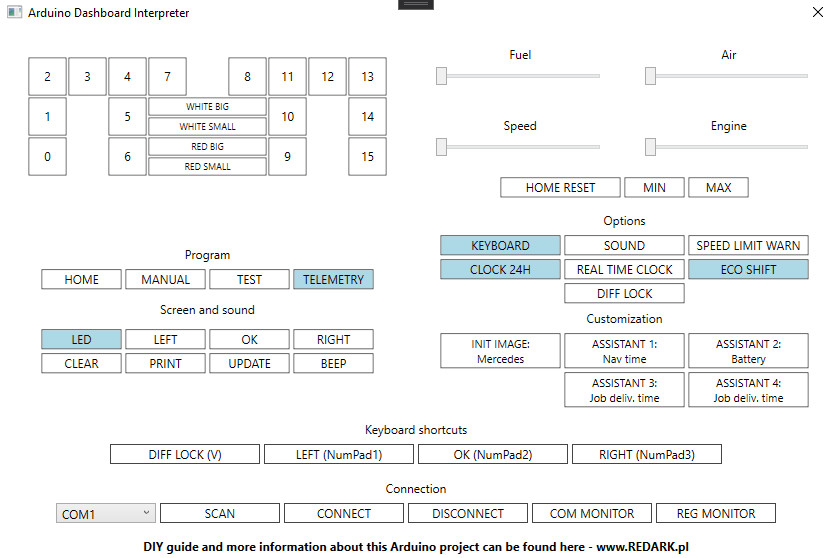 Arduino Dashboard Interpreter
2 3 4 7 8 11 12 13
1 5 WHITE BIG 10 14
WHITE SMALL
0 6 RED BIG 9 15
RED SMALL
Fuel Air
Speed Engine
HOME RESET MIN MAX
Options
KEYBOARD SOUND SPEED LIMIT WARN
CLOCK 24H REAL TIME CLOCK ECO SHIFT
DIFF LOCK
Program
HOME MANUAL TEST TELEMETRY
Screen and sound
LED LEFT OK RIGHT
CLEAR PRINT UPDATE BEEP
Customization
INIT IMAGE: ASSISTANT 1: ASSISTANT 2:
Mercedes Nav time Battery
ASSISTANT 3: ASSISTANT 4:
Job deliv. time Job deliv. time
Keyboard shortcuts
DIFF LOCK (V) LEFT (NumPad1) OK (NumPad2) RIGHT (NumPad3)
Connection
COM1 SCAN CONNECT DISCONNECT COM MONITOR REG MONITOR
DIY guide and more information about this Arduino project can be found here - www.REDARK.pl